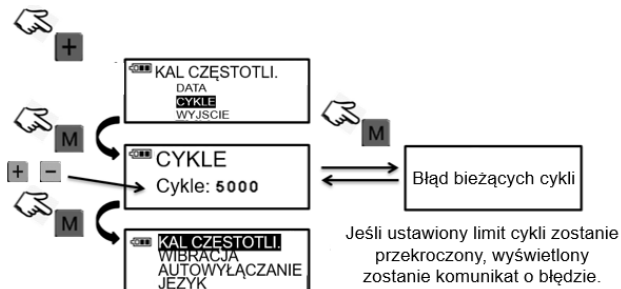 +
KAL CZĘSTOTLI.
DATA
CYKLE
WYJSCIE
M
M
CYKLE
+ -
Cykle: 5000
Błąd bieżących cykli
M
KAL CZĘSTOTLI.
WIBRACJA
AUTOWYŁĄCZANIE
JĘZYK
Jeśli ustawiony limit cykli zostanie
przekroczony, wyświetlony
zostanie komunikat o błędzie.